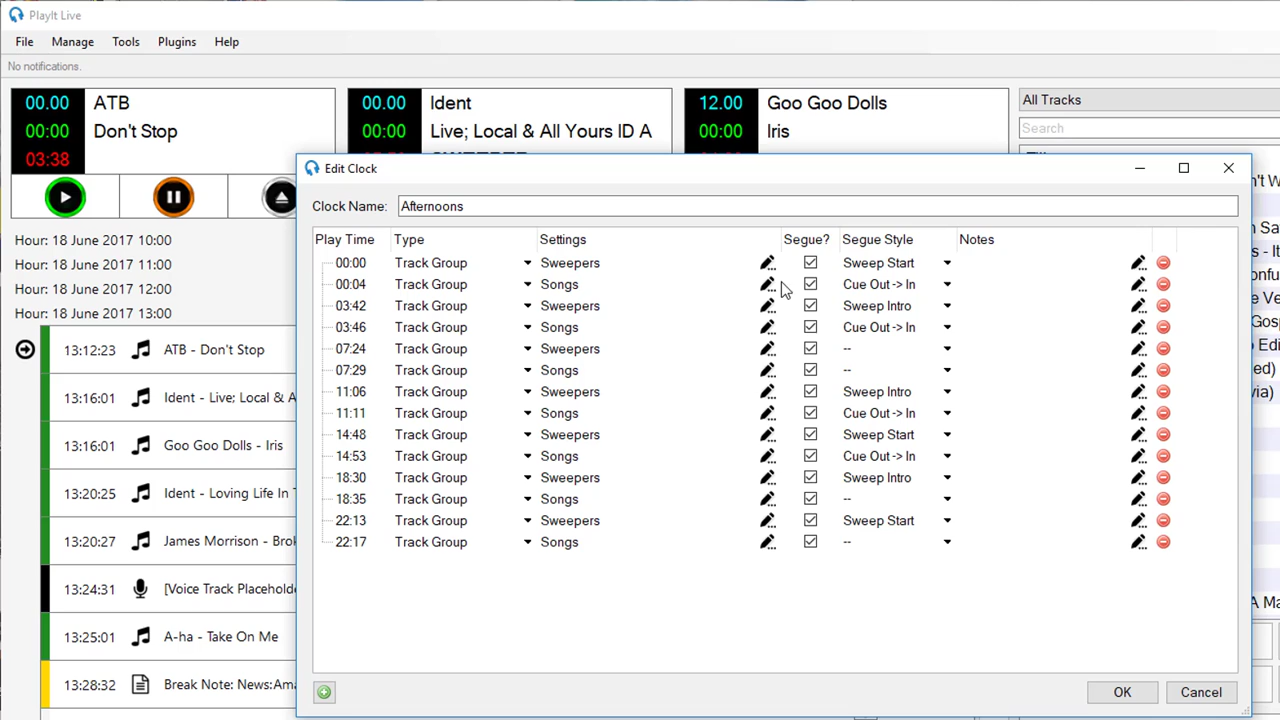 PlayIt Live
File Manage Tools Plugins Help
No notifications.
00.00 ATB
00:00 Don't Stop
03:38
00.00 Ident
00:00 Live; Local & All Yours ID A
12.00 Goo Goo Dolls
00:00 Iris
All Tracks
Search
Hour: 18 June 2017 10:00
Hour: 18 June 2017 11:00
Hour: 18 June 2017 12:00
Hour: 18 June 2017 13:00
13:12:23 ATB - Don't Stop
13:16:01 Ident - Live; Local & A
13:16:01 Goo Goo Dolls - Iris
13:20:25 Ident - Loving Life In
13:20:27 James Morrison - Brok
13:24:31 [Voice Track Placeholde
13:25:01 A-ha - Take On Me
13:28:32 Break Note: News:Ama
Edit Clock
Clock Name: Afternoons
Play Time Type Settings Segue? Segue Style Notes
00:00 Track Group Sweepers Sweep Start
00:04 Track Group Songs Cue Out -> In
03:42 Track Group Sweepers Sweep Intro
03:46 Track Group Songs Cue Out -> In
07:24 Track Group Sweepers --
07:29 Track Group Songs --
11:06 Track Group Sweepers Sweep Intro
11:11 Track Group Songs Cue Out -> In
14:48 Track Group Sweepers Sweep Start
14:53 Track Group Songs Cue Out -> In
18:30 Track Group Sweepers Sweep Intro
18:35 Track Group Songs --
22:13 Track Group Sweepers Sweep Start
22:17 Track Group Songs --
OK Cancel